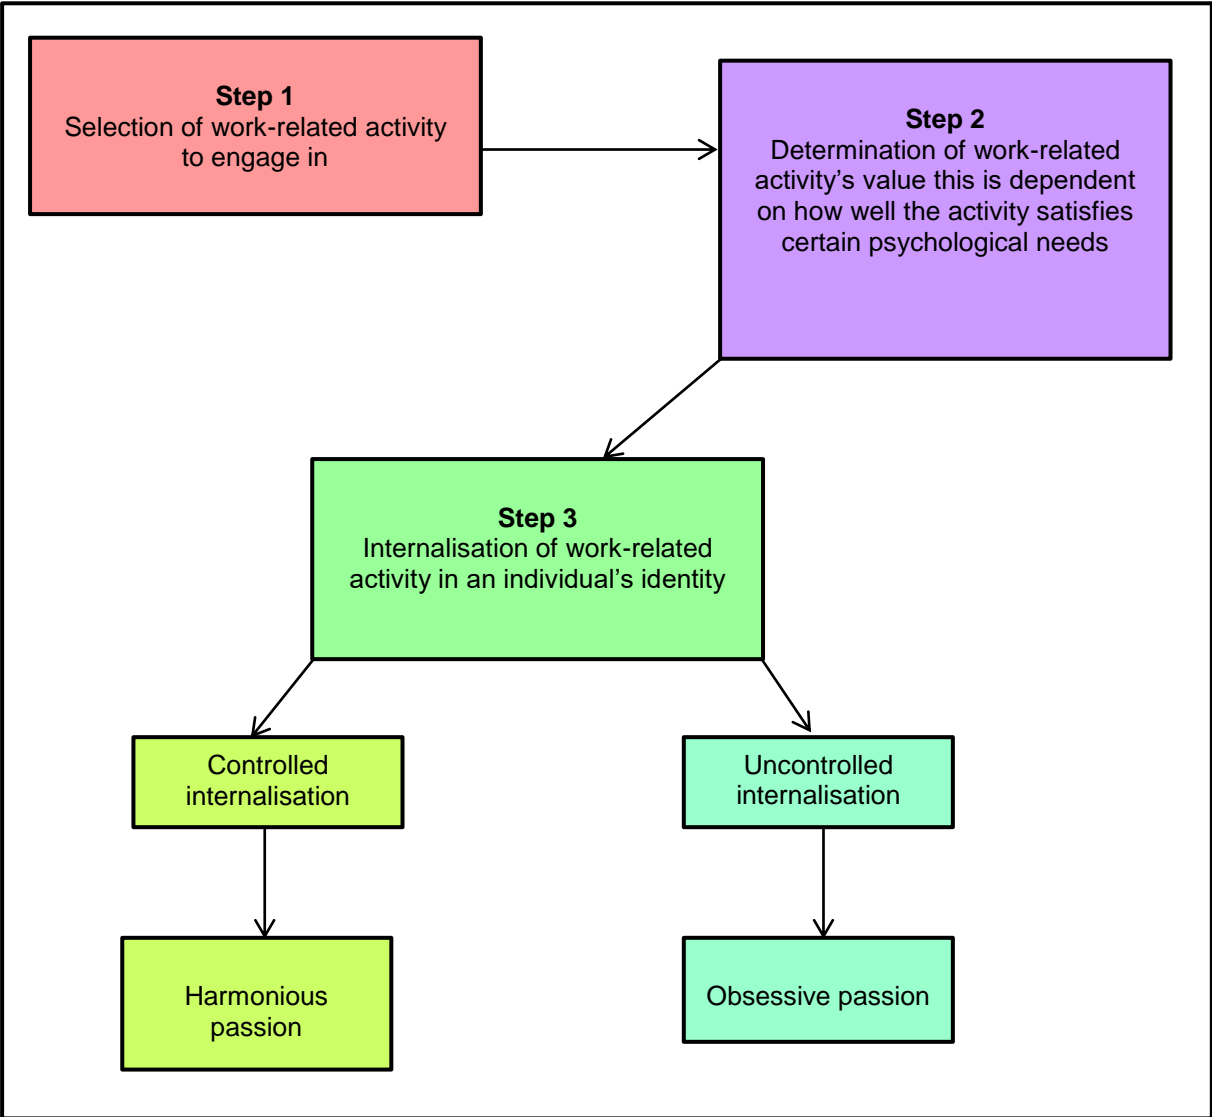 Step 1
Selection of work-related activity
to engage in
Step 2
Determination of work-related
activity’s value this is dependent
on how well the activity satisfies
certain psychological needs
Step 3
Internalisation of work-related
activity in an individual’s identity
Controlled
internalisation
Uncontrolled
internalisation
Harmonious
passion
Obsessive passion